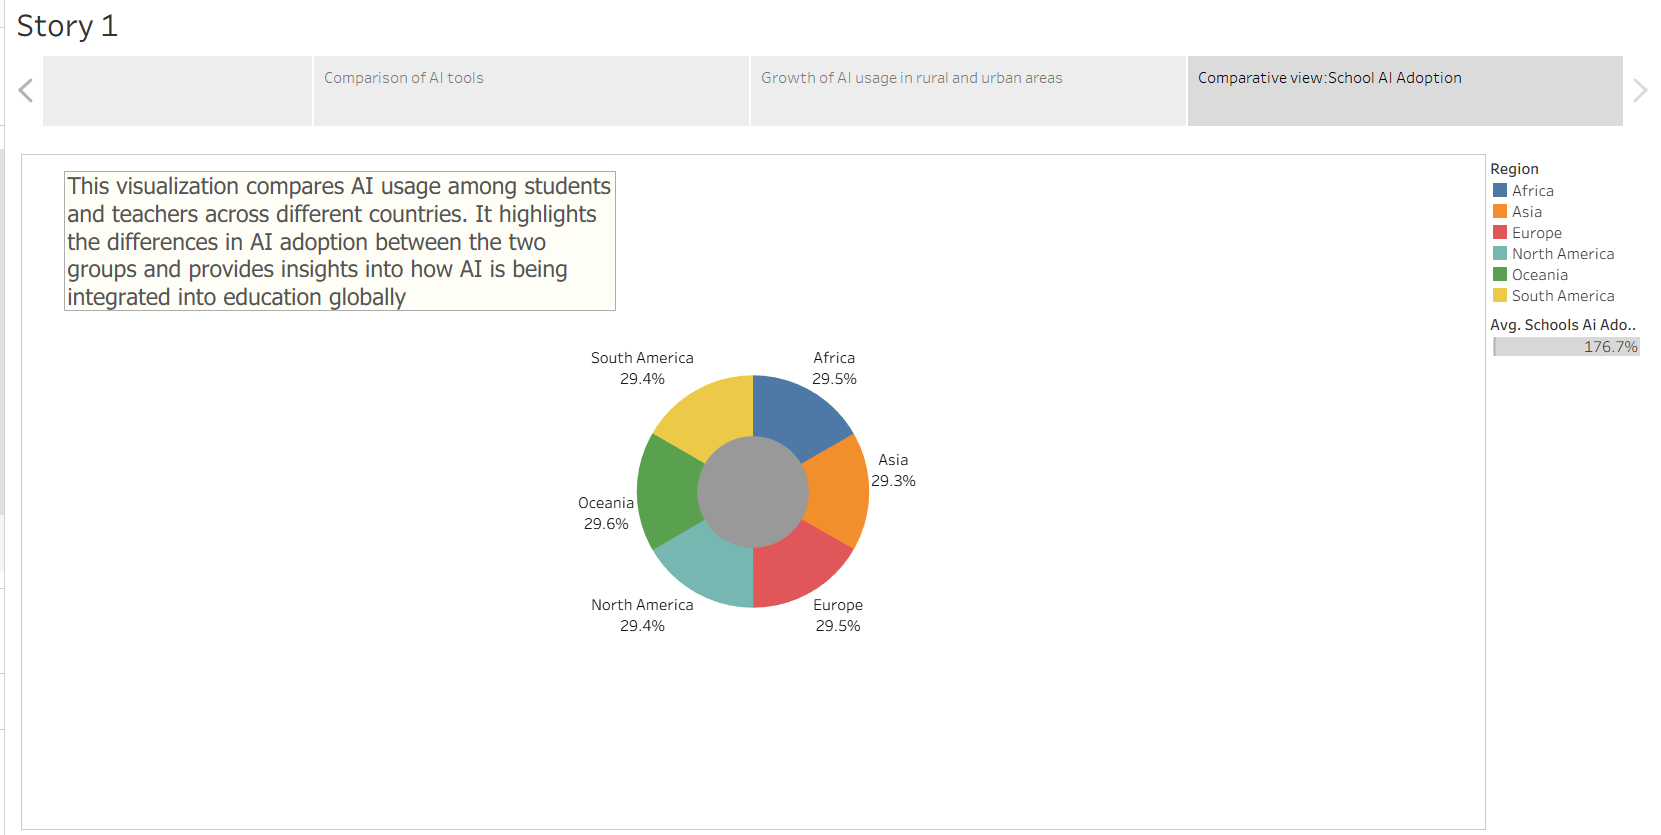 Story 1
Comparison of AI tools
Growth of AI usage in rural and urban areas
Comparative view:School AI Adoption
This visualization compares AI usage among students
and teachers across different countries. It highlights
the differences in AI adoption between the two
groups and provides insights into how AI is being
integrated into education globally
Region
Africa
Asia
Europe
North America
Oceania
South America
Avg. Schools Ai Ado..
176.7%
South America
29.4%
Africa
29.5%
Asia
29.3%
Oceania
29.6%
North America
29.4%
Europe
29.5%